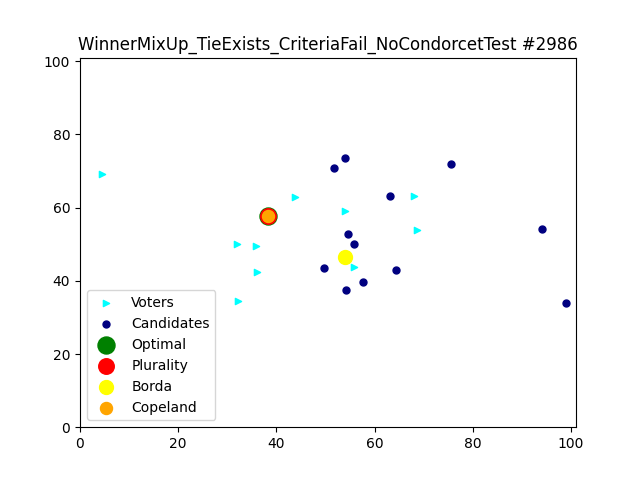 WinnerMixUp_TieExists_CriteriaFail_NoCondorcetTest #2986
100
80
60
40
20
0
Voters
Candidates
Optimal
Plurality
Borda
Copeland
0 20 40 60 80 100